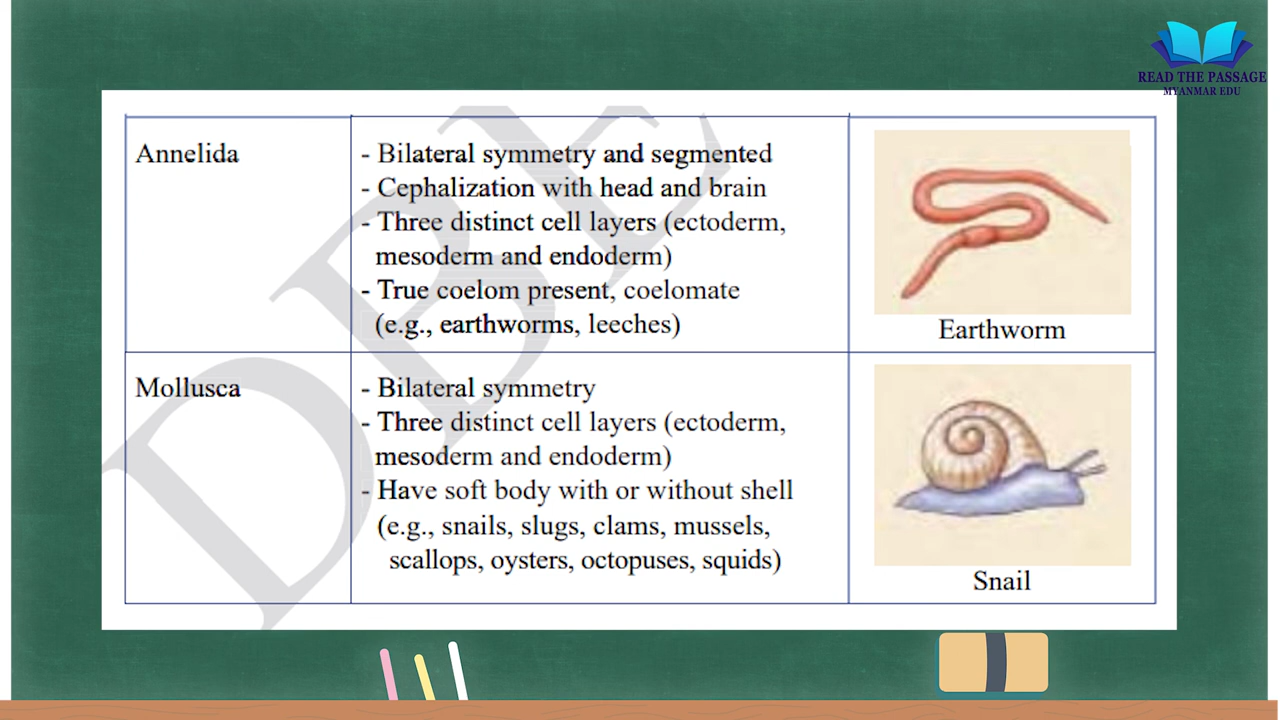 READ THE PASSAGE
MYANMAR EDU
Annelida
- Bilateral symmetry and segmented
- Cephalization with head and brain
- Three distinct cell layers (ectoderm,
mesoderm and endoderm)
- True coelom present, coelomate
(e.g., earthworms, leeches)
Earthworm
Mollusca
- Bilateral symmetry
- Three distinct cell layers (ectoderm,
mesoderm and endoderm)
- Have soft body with or without shell
(e.g., snails, slugs, clams, mussels,
scallops, oysters, octopuses, squids)
Snail
DBE